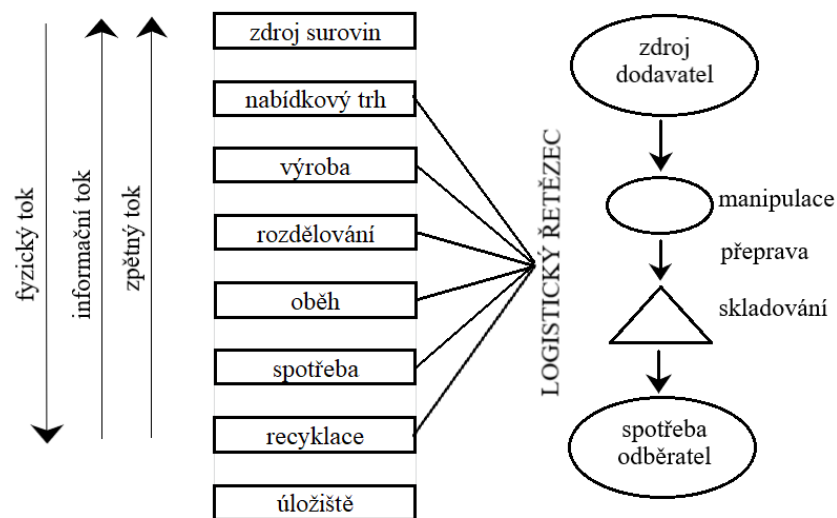 fyzický tok
informační tok
zpětný tok
zdroj surovin
nabídkový trh
výroba
rozdělování
oběh
spotřeba
recyklace
úložiště
LOGISTICKÝ ŘETĚZEC
zdroj
dodavatel
manipulace
přeprava
skladování
spotřeba
odběratel